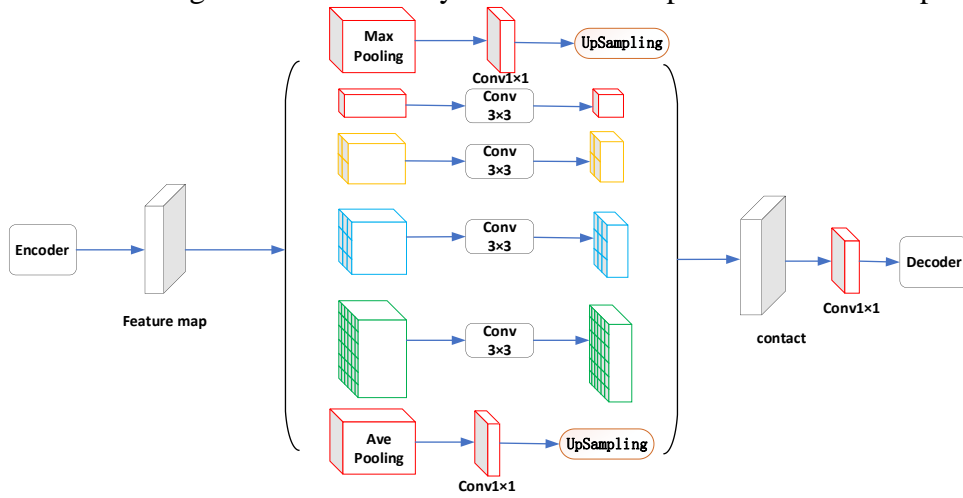 Max
Pooling
UpSampling
Conv1×1
Conv
3×3
Conv
3×3
Conv
3×3
Conv
3×3
Encoder
Feature map
Decoder
Conv1×1
contact
Ave
Pooling
UpSampling
Conv1×1